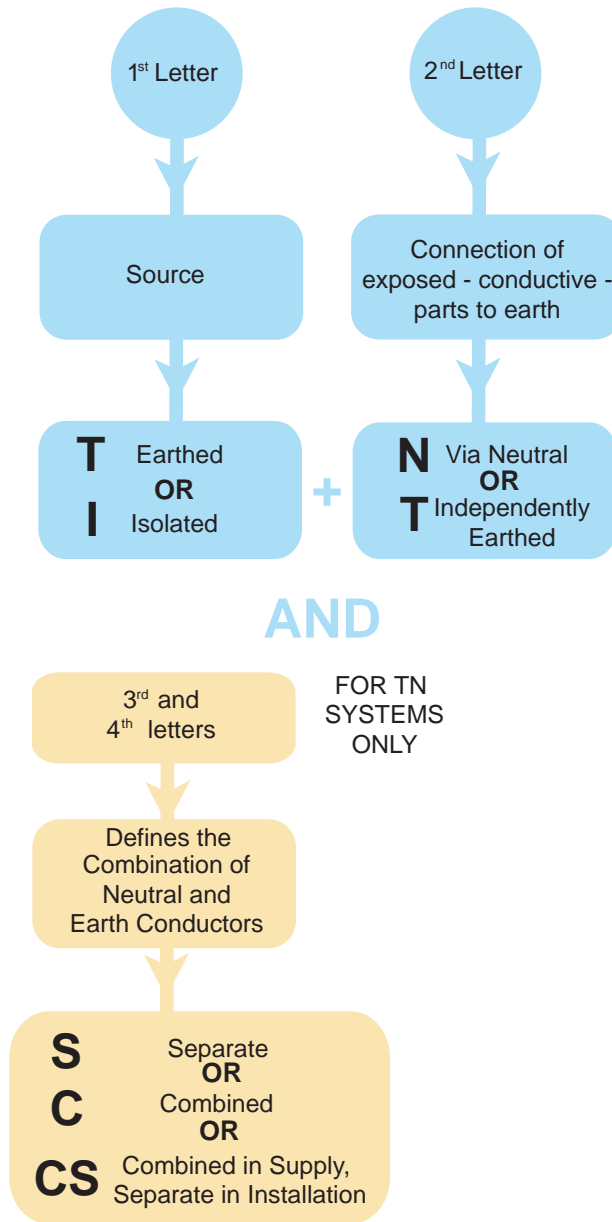 1st Letter
2nd Letter
Source
Connection of
exposed - conductive -
parts to earth
T Earthed
OR
I Isolated
+
N Via Neutral
OR
T Independently
Earthed
AND
3rd and
4th letters
FOR TN
SYSTEMS
ONLY
Defines the
Combination of
Neutral and
Earth Conductors
S Separate
OR
C Combined
OR
CS Combined in Supply,
Separate in Installation